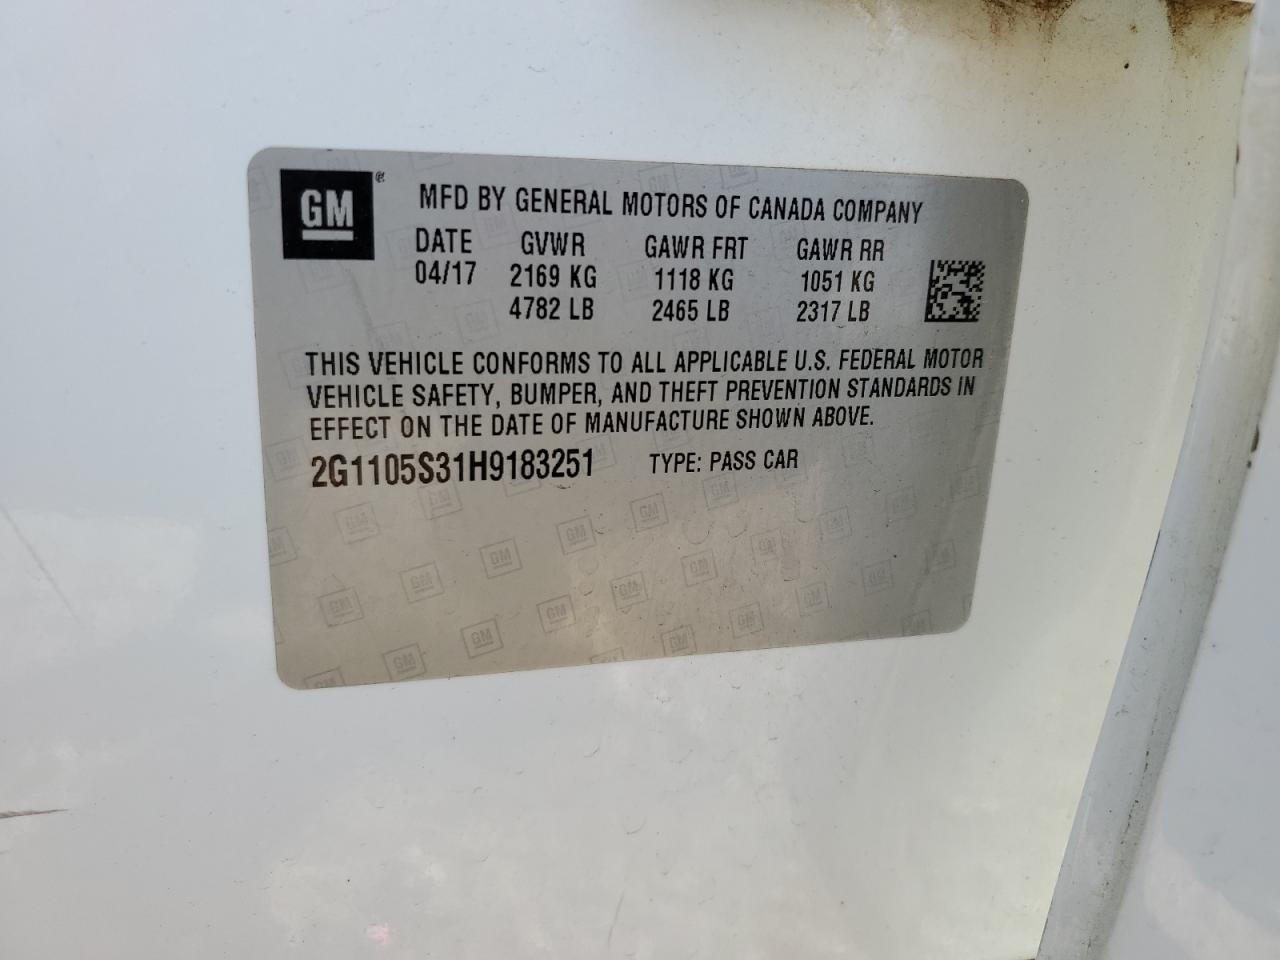 GM
MFD BY GENERAL MOTORS OF CANADA COMPANY
DATE GVWR GAWR FRT GAWR RR
04/17 2169 KG 1118 KG 1051 KG
4782 LB 2465 LB 2317 LB
THIS VEHICLE CONFORMS TO ALL APPLICABLE U.S. FEDERAL MOTOR
VEHICLE SAFETY, BUMPER, AND THEFT PREVENTION STANDARDS IN
EFFECT ON THE DATE OF MANUFACTURE SHOWN ABOVE.
2G1105S31H9183251 TYPE: PASS CAR